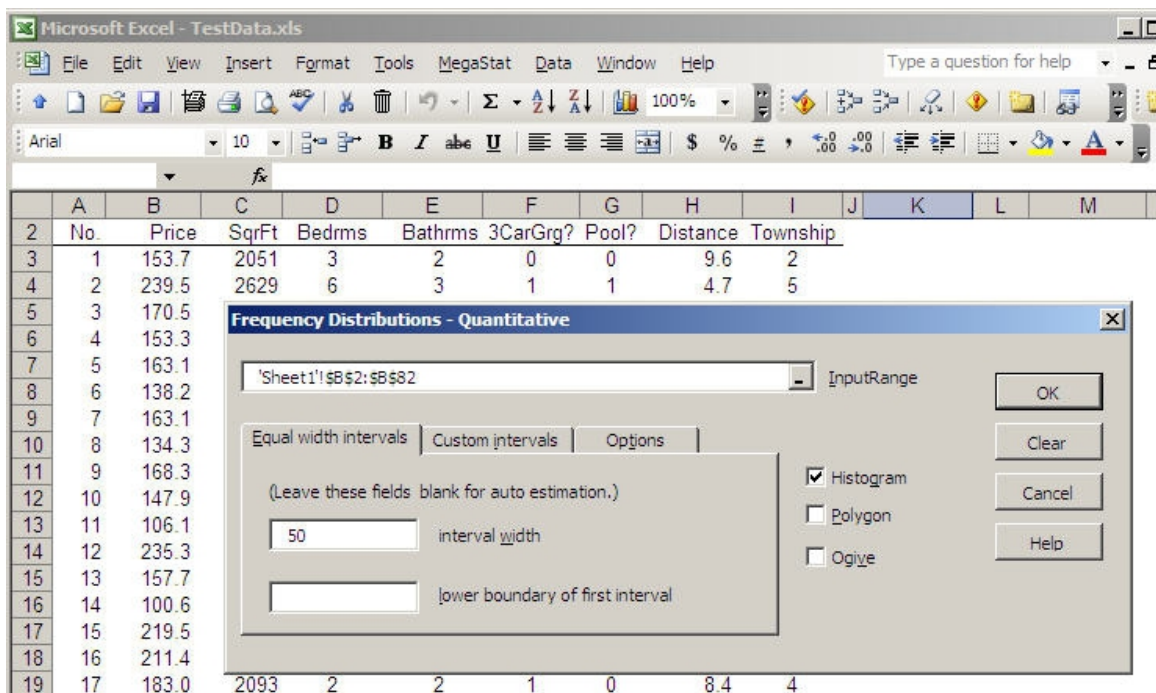 Microsoft Excel - TestData.xls
File Edit View Insert Format Tools MegaStat Data Window Help Type a question for help
100%
Arial 10 B I abc U $ % ,
fx
A B C D E F G H I J K L M
2 No. Price SqrFt Bedrms Bathrms 3CarGrg? Pool? Distance Township
3 1 153.7 2051 3 2 0 0 9.6 2
4 2 239.5 2629 6 3 1 1 4.7 5
5 3 170.5
Frequency Distributions - Quantitative
6 4 153.3
7 5 163.1
'Sheet1'!$B$2:$B$82 InputRange
8 6 138.2
OK
9 7 163.1
10 8 134.3
Equal width intervals Custom intervals Options Clear
11 9 168.3
Histogram
12 10 147.9
(Leave these fields blank for auto estimation.) Cancel
13 11 106.1
Polygon
14 12 235.3
50 interval width Help
15 13 157.7
Ogive
16 14 100.6
lower boundary of first interval
17 15 219.5
18 16 211.4
19 17 183.0 2093 2 2 1 0 8.4 4